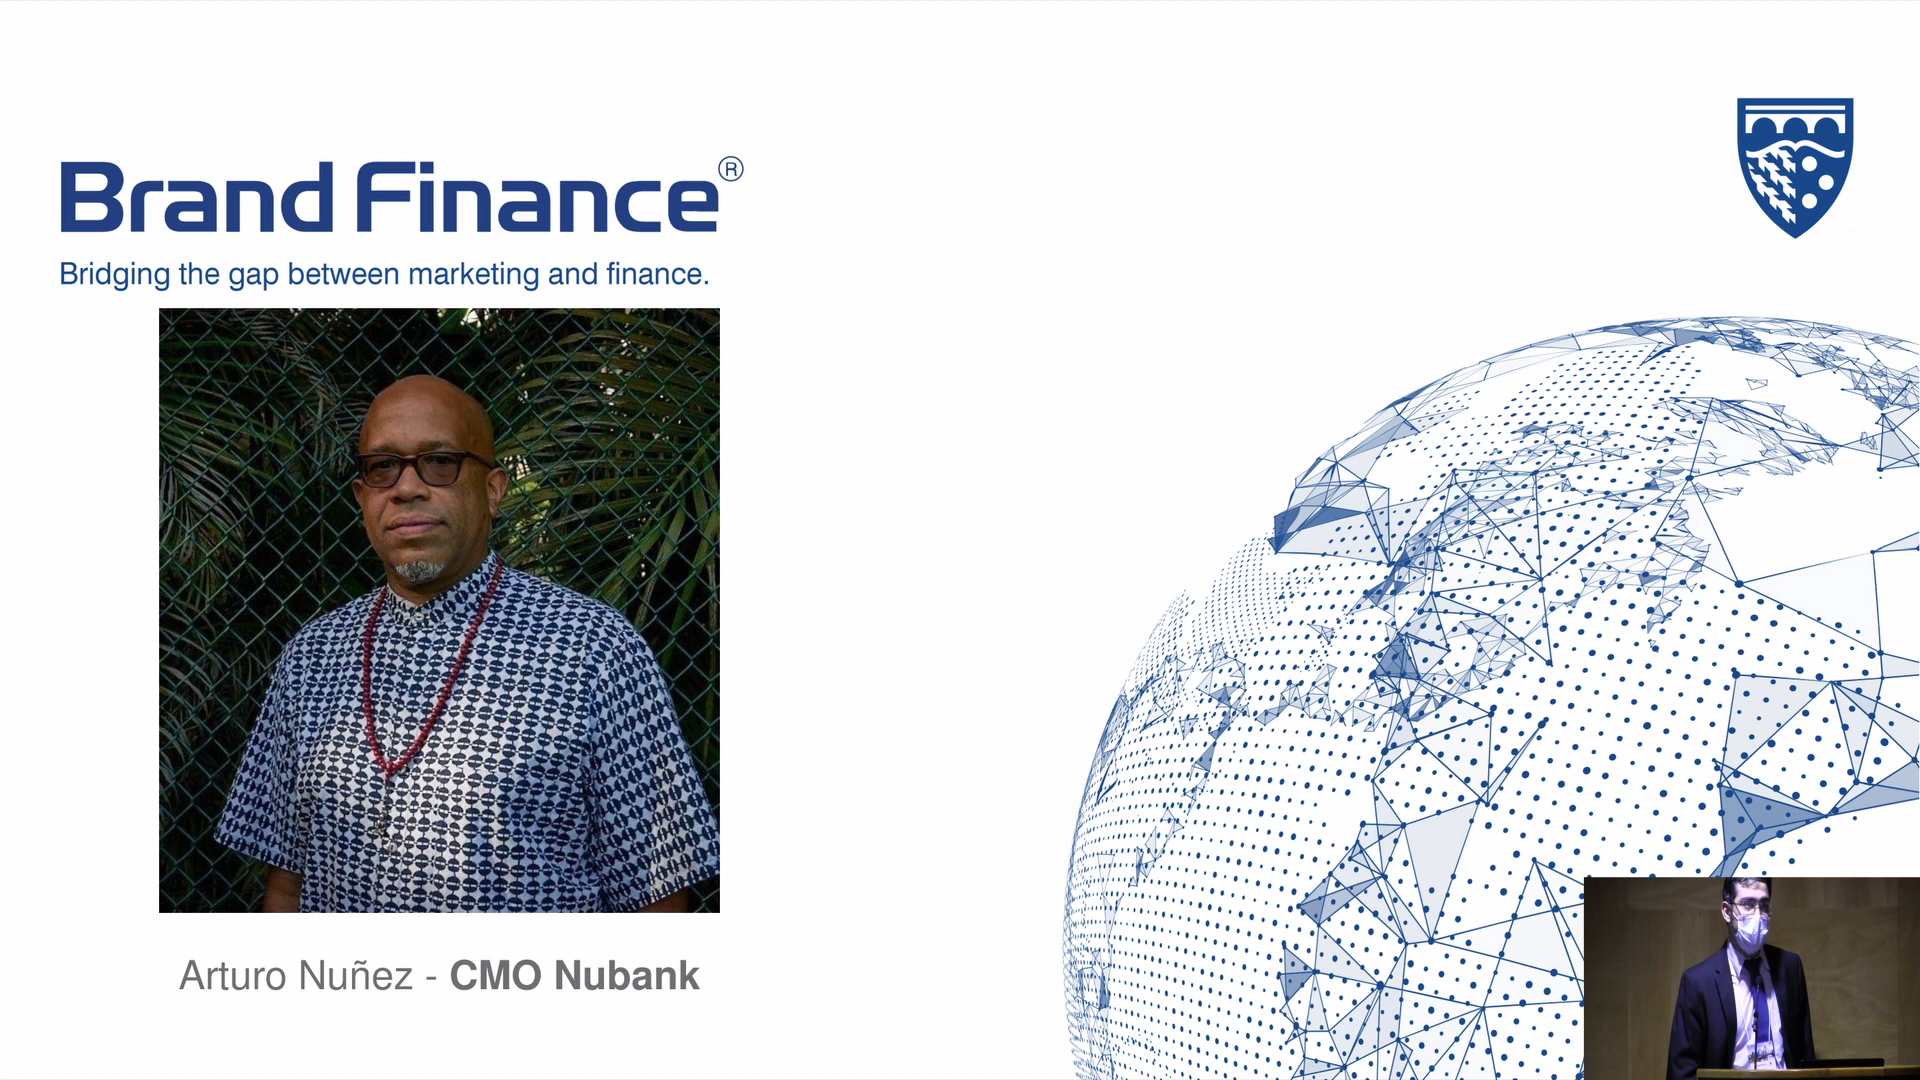 Brand Finance®
Bridging the gap between marketing and finance.
Arturo Nuñez - CMO Nubank